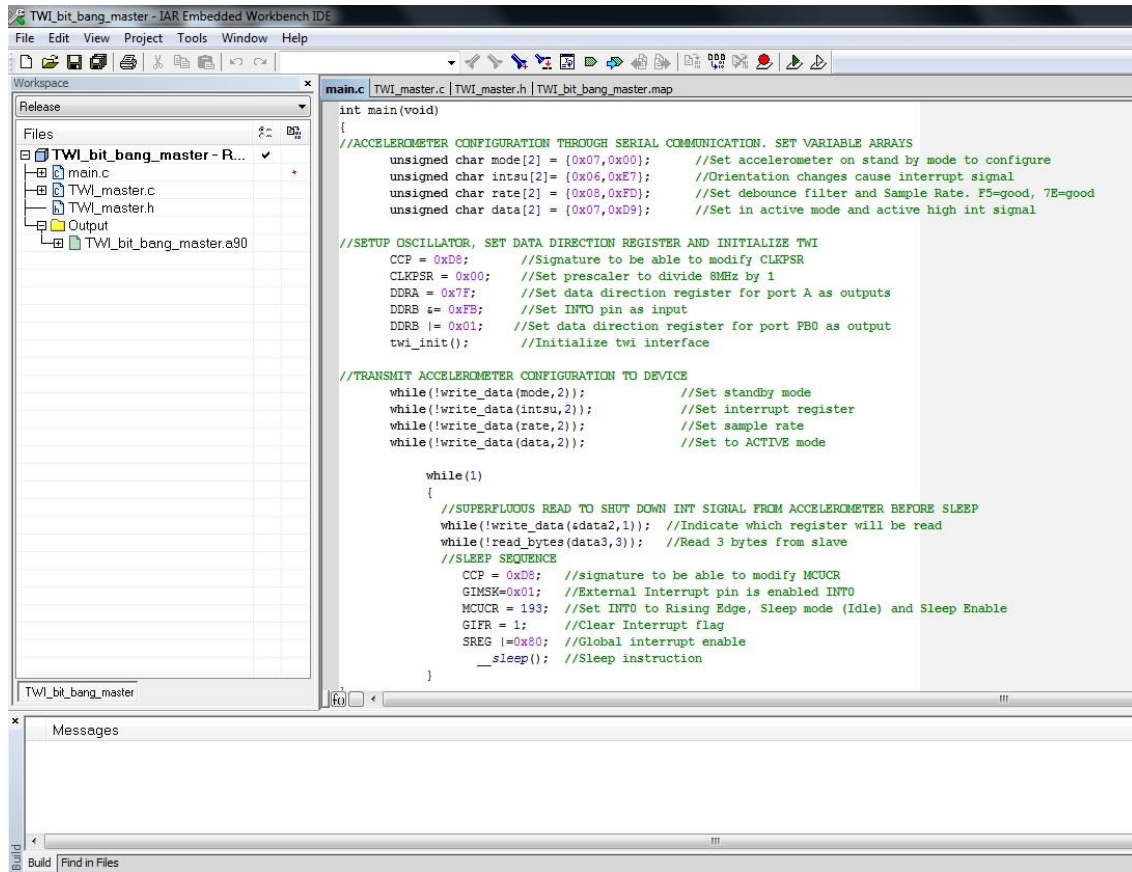 TWI_bit_bang_master - IAR Embedded Workbench IDE
File Edit View Project Tools Window Help
Workspace
Release
Files
TWI_bit_bang_master - R...
main.c
TWI_master.c
TWI_master.h
Output
TWI_bit_bang_master.a90
TWI_bit_bang_master
main.c | TWI_master.c | TWI_master.h | TWI_bit_bang_master.map
int main(void)
{
//ACCELEROMETER CONFIGURATION THROUGH SERIAL COMMUNICATION. SET VARIABLE ARRAYS
unsigned char mode[2] = {0x07,0x00}; //Set accelerometer on stand by mode to configure
unsigned char intsu[2]= {0x06,0xE7}; //Orientation changes cause interrupt signal
unsigned char rate[2] = {0x08,0xFD}; //Set debounce filter and Sample Rate. F5=good, 7E=good
unsigned char data[2] = {0x07,0xD9}; //Set in active mode and active high int signal
//SETUP OSCILLATOR, SET DATA DIRECTION REGISTER AND INITIALIZE TWI
CCP = 0xD8; //Signature to be able to modify CLKPSR
CLKPSR = 0x00; //Set prescaler to divide 8MHz by 1
DDRA = 0x7F; //Set data direction register for port A as outputs
DDRB &= 0xFB; //Set INT0 pin as input
DDRB |= 0x01; //Set data direction register for port PB0 as output
twi_init(); //Initialize twi interface
//TRANSMIT ACCELEROMETER CONFIGURATION TO DEVICE
while(!write_data(mode,2)); //Set standby mode
while(!write_data(intsu,2)); //Set interrupt register
while(!write_data(rate,2)); //Set sample rate
while(!write_data(data,2)); //Set to ACTIVE mode
while(1)
{
//SUPERFLUOUS READ TO SHUT DOWN INT SIGNAL FROM ACCELEROMETER BEFORE SLEEP
while(!write_data(&data2,1)); //Indicate which register will be read
while(!read_bytes(data3,3)); //Read 3 bytes from slave
//SLEEP SEQUENCE
CCP = 0xD8; //signature to be able to modify MCUCR
GIMSK=0x01; //External Interrupt pin is enabled INT0
MCUCR = 193; //Set INT0 to Rising Edge, Sleep mode (Idle) and Sleep Enable
GIFR = 1; //Clear Interrupt flag
SREG |=0x80; //Global interrupt enable
__sleep(); //Sleep instruction
}
f()
Messages
Build
Build Find in Files